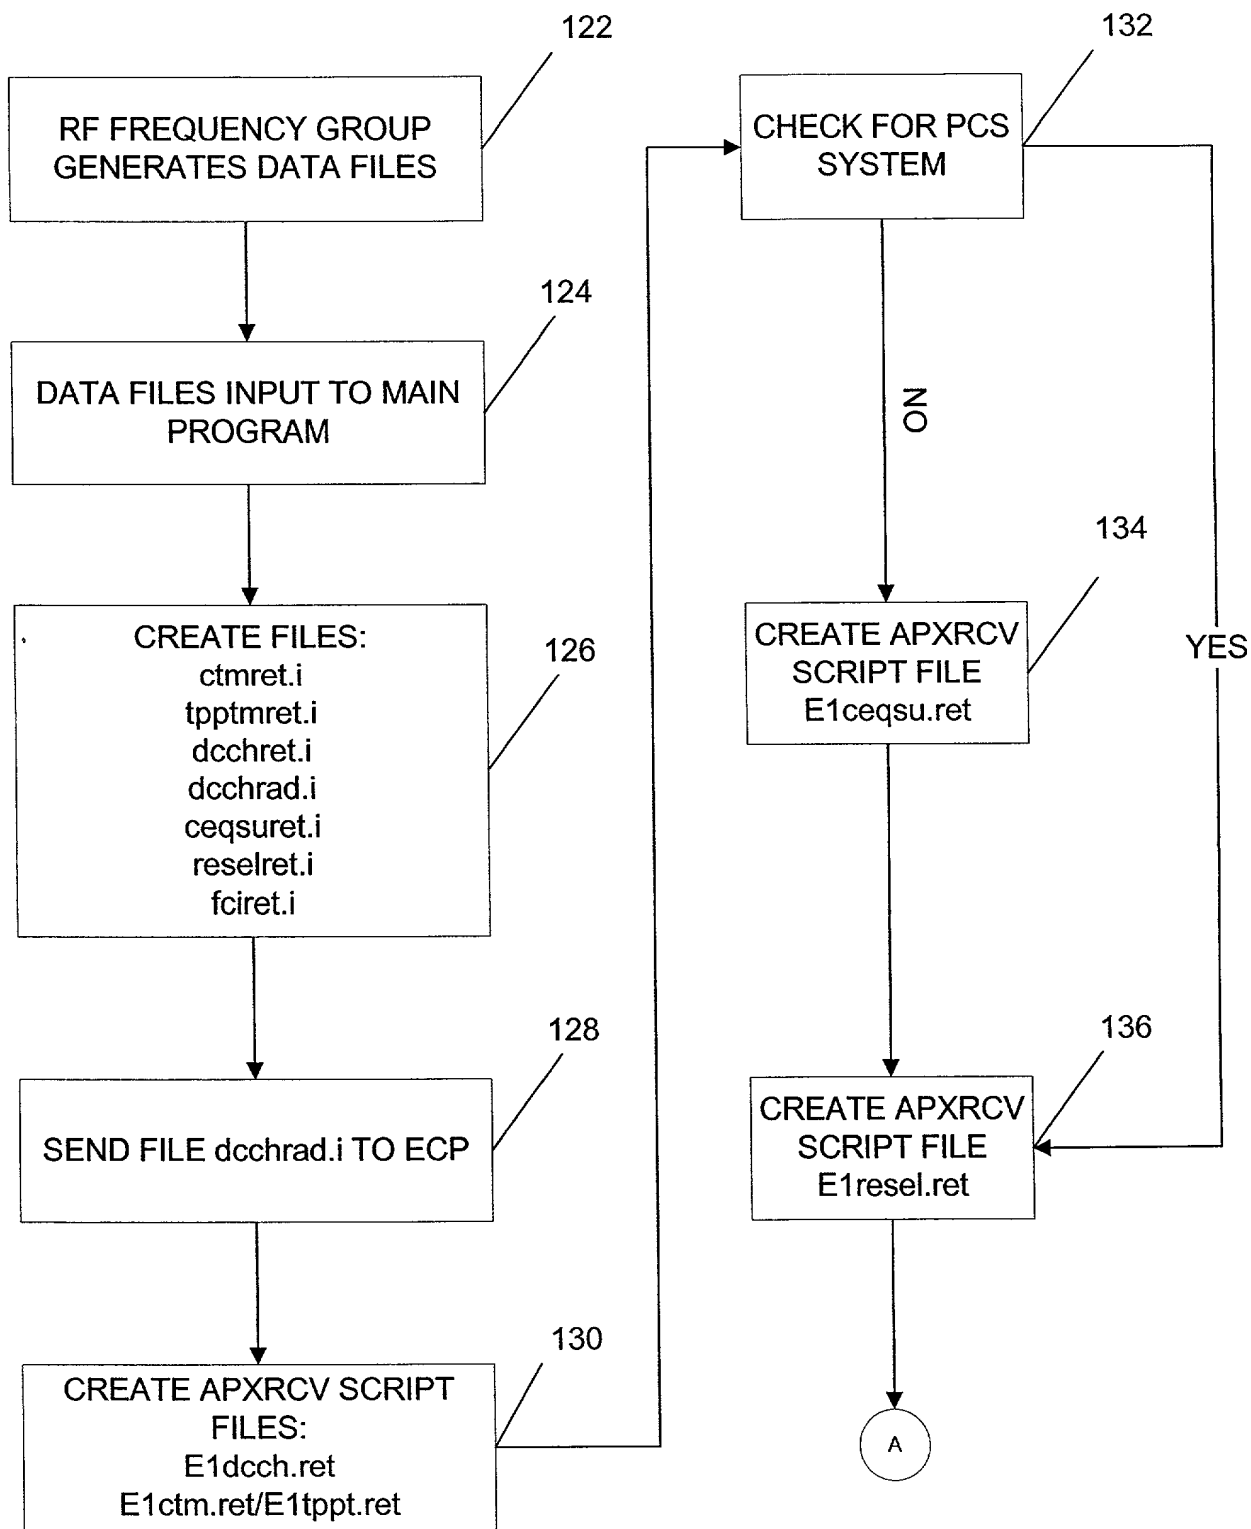 122
RF FREQUENCY GROUP
GENERATES DATA FILES
124
DATA FILES INPUT TO MAIN
PROGRAM
126
CREATE FILES:
ctmret.i
tpptmret.i
dcchret.i
dcchrad.i
ceqsuret.i
reselret.i
fciret.i
128
SEND FILE dcchrad.i TO ECP
130
CREATE APXRCV SCRIPT
FILES:
E1dcch.ret
E1ctm.ret/E1tppt.ret
132
CHECK FOR PCS
SYSTEM
NO
YES
134
CREATE APXRCV
SCRIPT FILE
E1ceqsu.ret
136
CREATE APXRCV
SCRIPT FILE
E1resel.ret
A